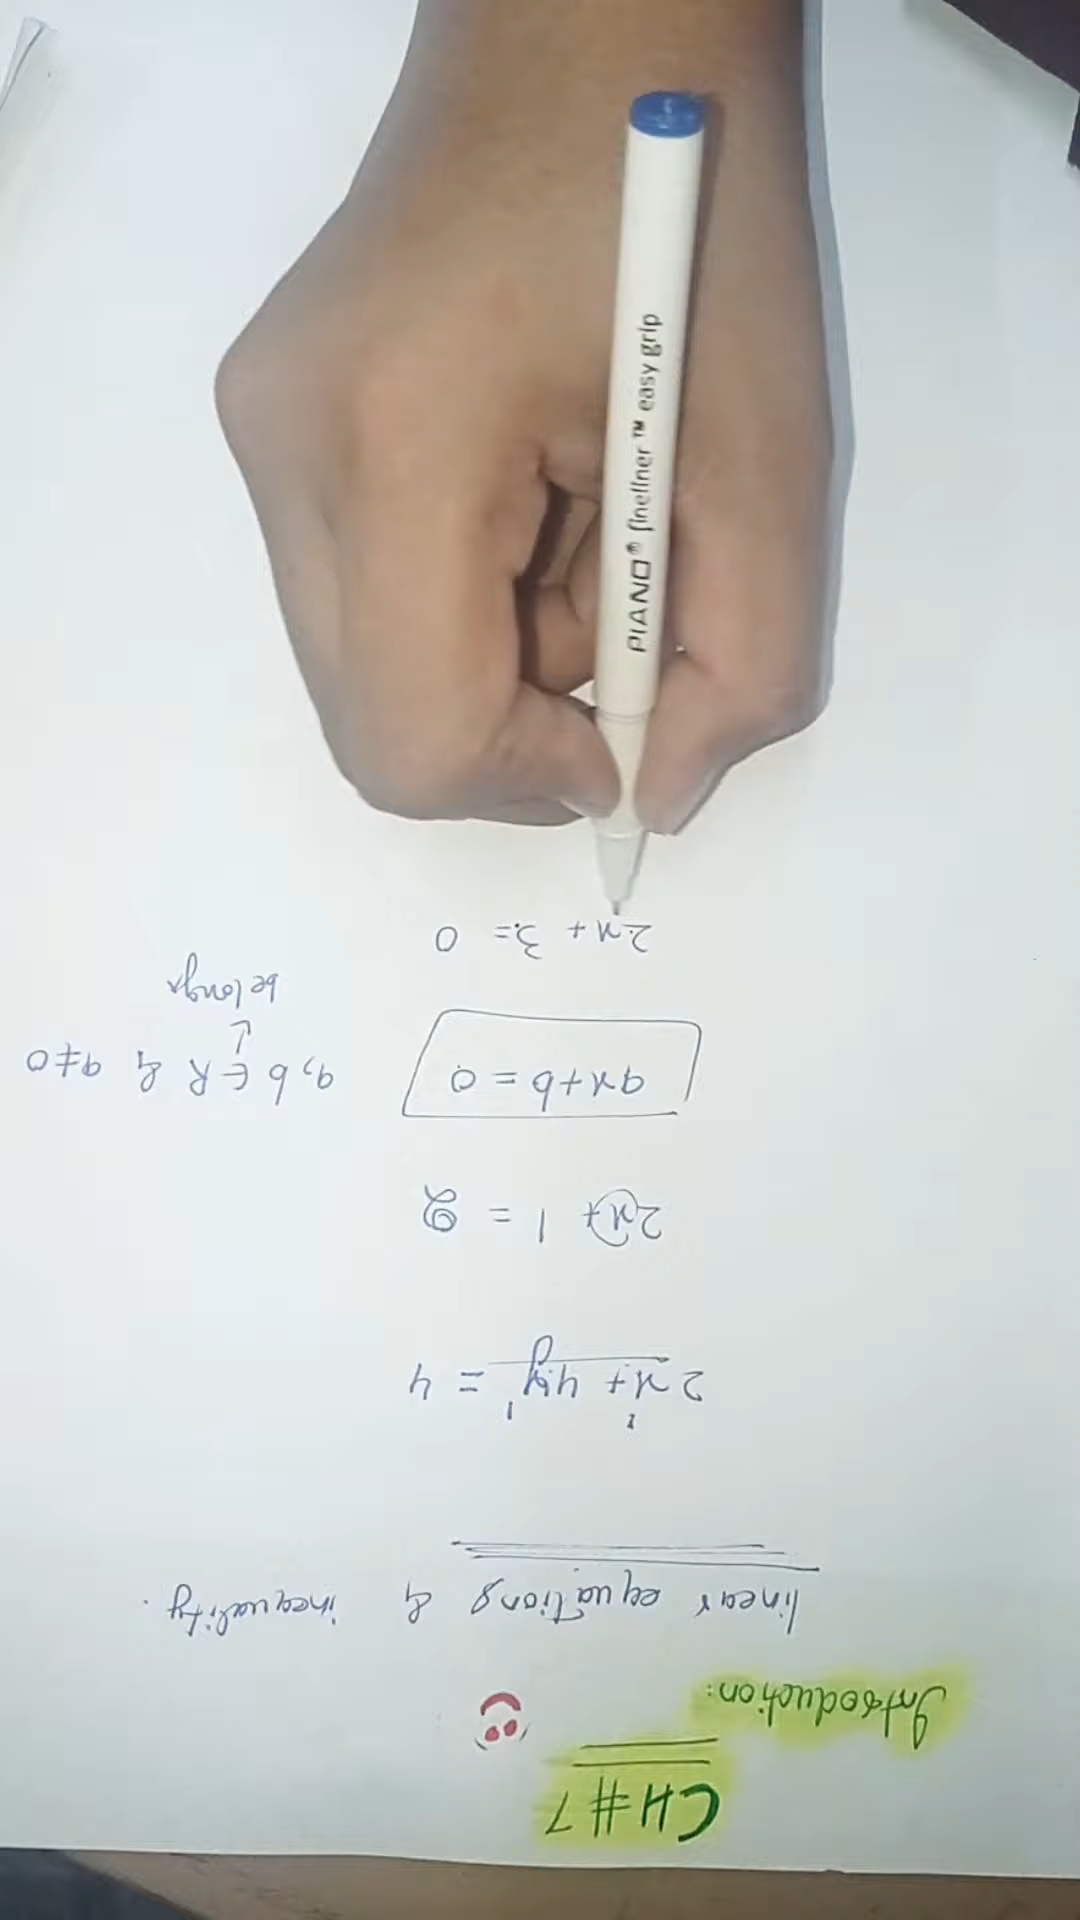 CH # 7
Introduction:
linear equations & inequality.
2x + 4y = 4
y
2x + 1 = 2
ax+b = 0 a, b ∈ R & a≠0
belongs
2x + 3 = 0
PIANO® fineliner™ easy grip